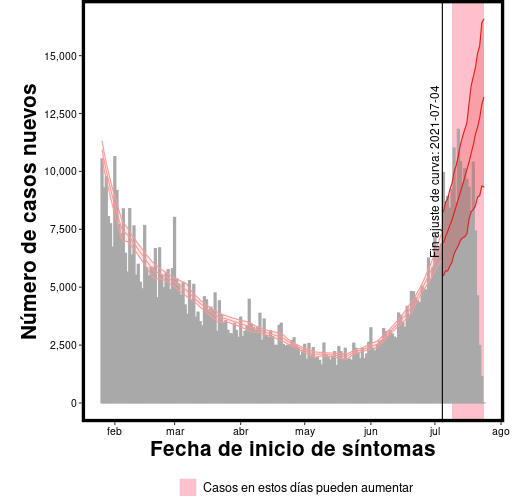 Número de casos nuevos
15,000
12,500
10,000
7,500
5,000
2,500
0
Fin ajuste de curva: 2021-07-04
feb mar abr may jun jul ago
Fecha de inicio de síntomas
Casos en estos días pueden aumentar